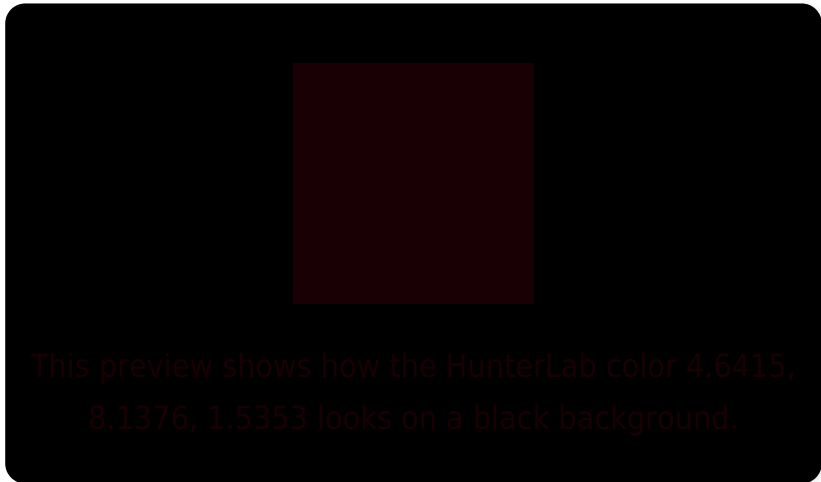 This preview shows how the HunterLab color 4.6415,
8.1376, 1.5353 looks on a black background.